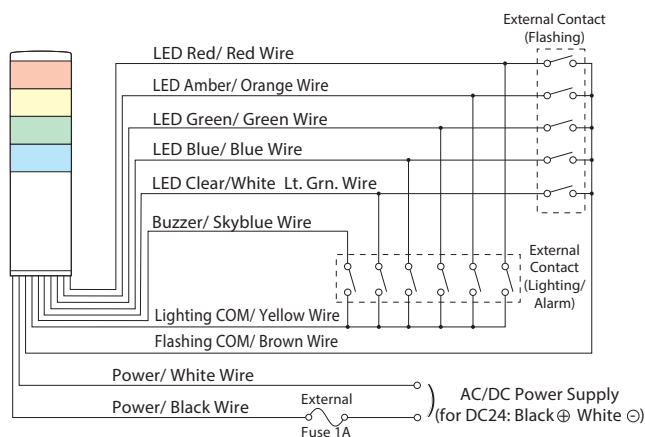 External Contact
(Flashing)
LED Red/ Red Wire
LED Amber/ Orange Wire
LED Green/ Green Wire
LED Blue/ Blue Wire
LED Clear/White Lt. Grn. Wire
Buzzer/ Skyblue Wire
External
Contact
(Lighting/
Alarm)
Lighting COM/ Yellow Wire
Flashing COM/ Brown Wire
Power/ White Wire
Power/ Black Wire
External
Fuse 1A
AC/DC Power Supply
(for DC24: Black ⊕ White ⊖)